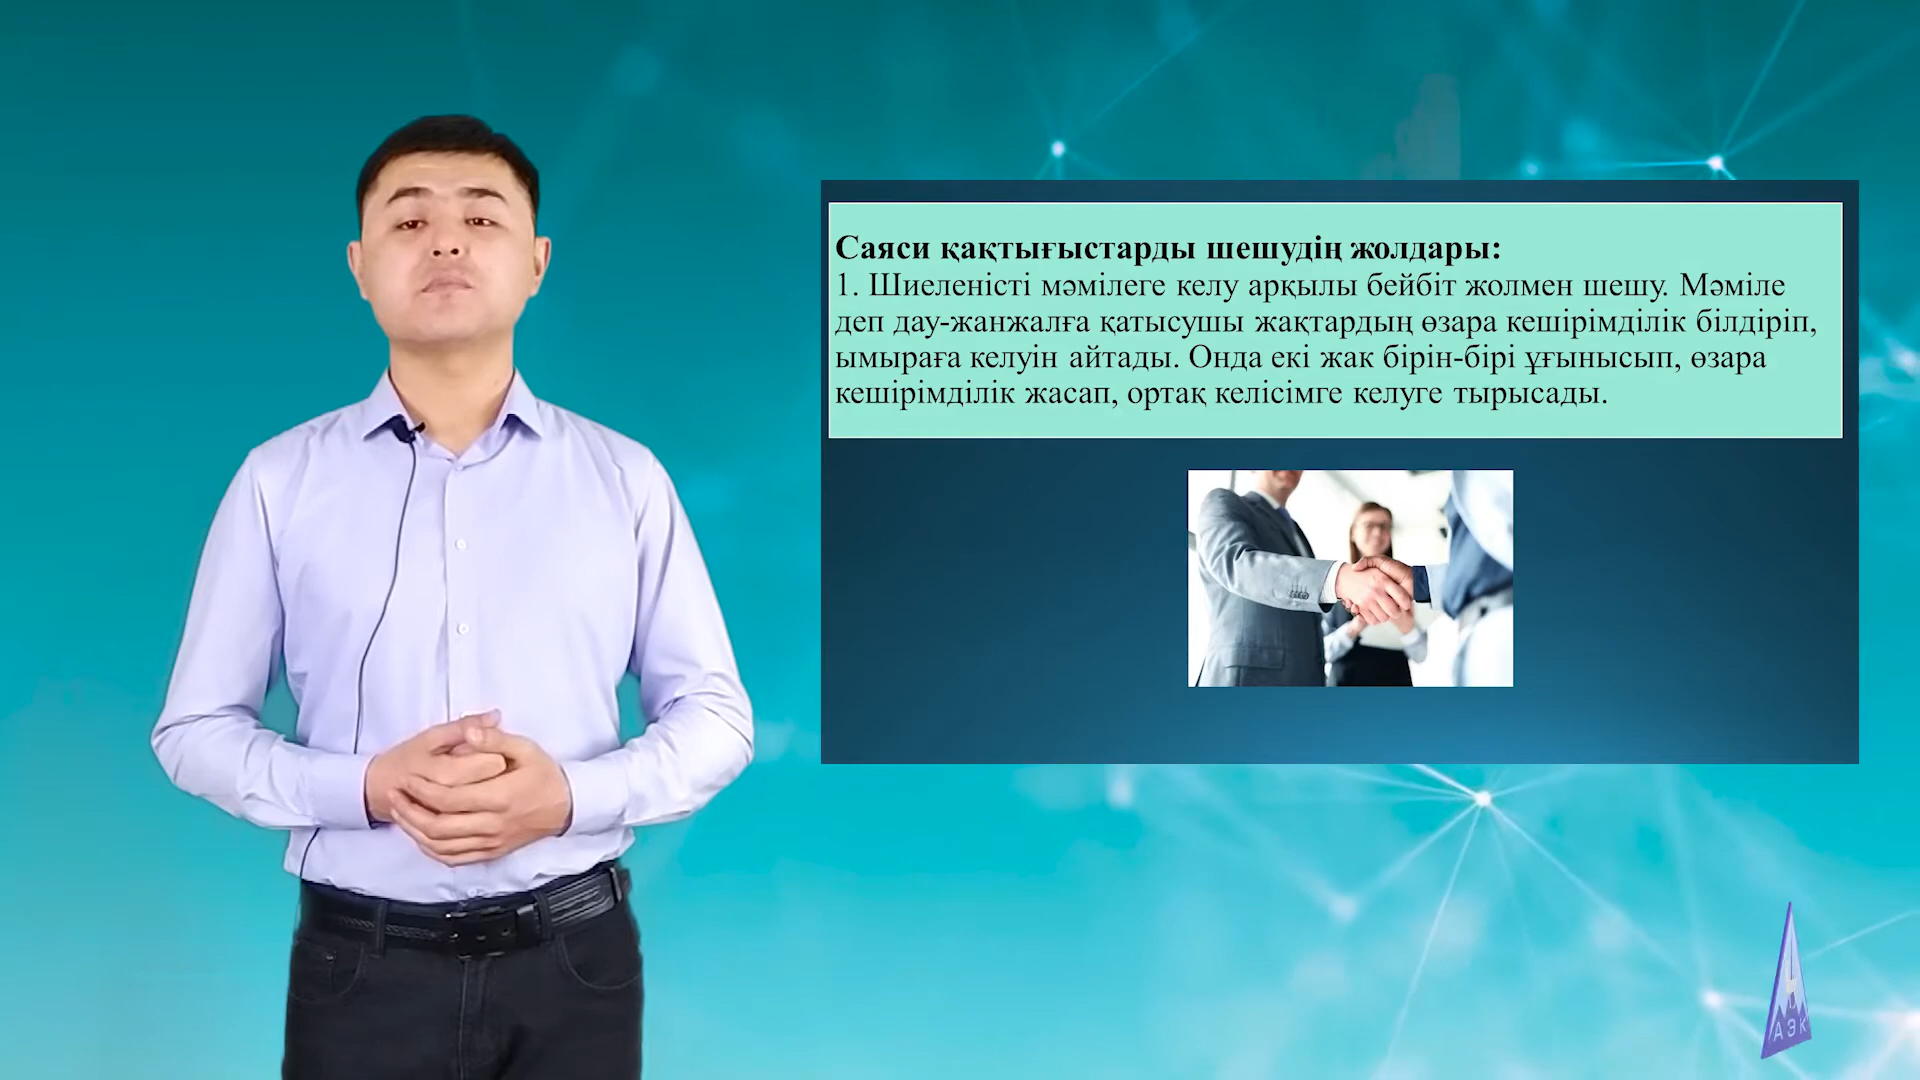 Саяси қақтығыстарды шешудің жолдары:
1. Шиеленісті мәмілеге келу арқылы бейбіт жолмен шешу. Мәміле
деп дау-жанжалға қатысушы жақтардың өзара кешірімділік білдіріп,
ымыраға келуін айтады. Онда екі жак бірін-бірі ұғынысып, өзара
кешірімділік жасап, ортақ келісімге келуге тырысады.
АЭК